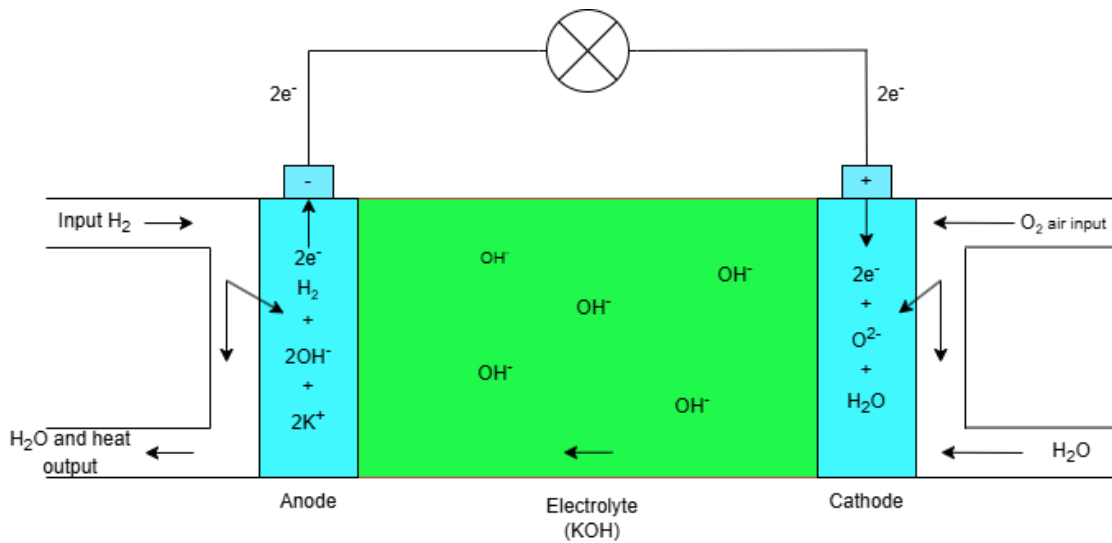 2e⁻
2e⁻
-
+
Input H₂
O₂ air input
2e⁻
H₂
+
2OH⁻
+
2K⁺
OH⁻
OH⁻
OH⁻
OH⁻
OH⁻
2e⁻
+
O²⁻
+
H₂O
H₂O and heat
output
H₂O
Anode
Electrolyte
(KOH)
Cathode